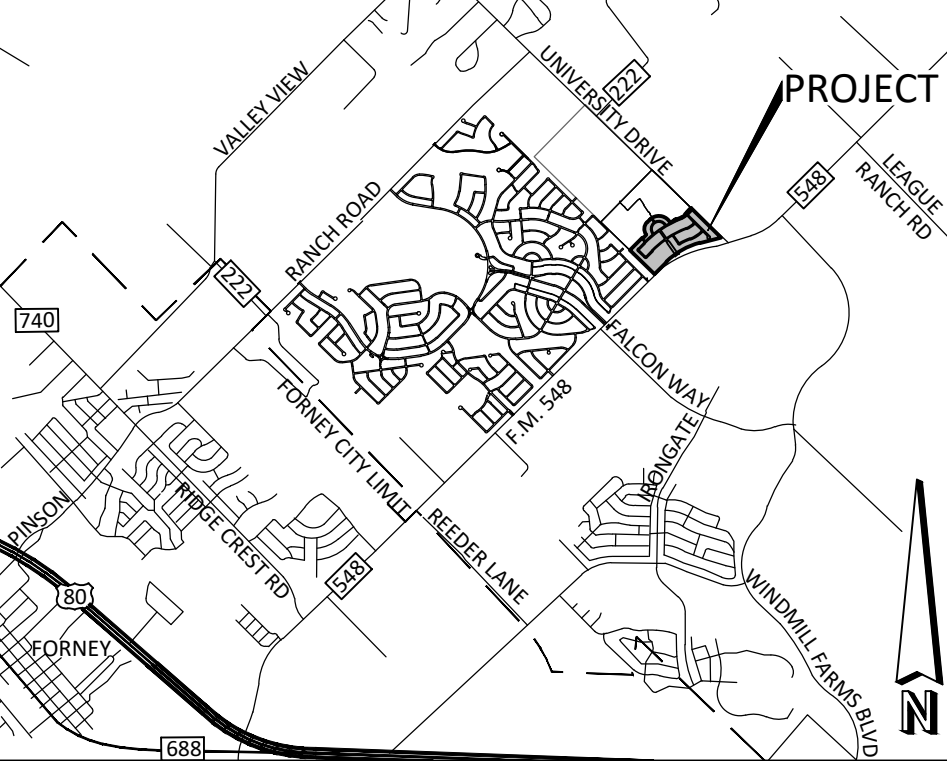 UNIVERSITY DRIVE
222
PROJECT
VALLEY VIEW
548
LEAGUE
RANCH RD
RANCH ROAD
222
740
FALCON WAY
F.M. 548
FORNEY CITY LIMIT
IRONGATE
RIDGE CREST RD
PINSON
REEDER LANE
548
80
WINDMILL FARMS BLVD
FORNEY
N
688